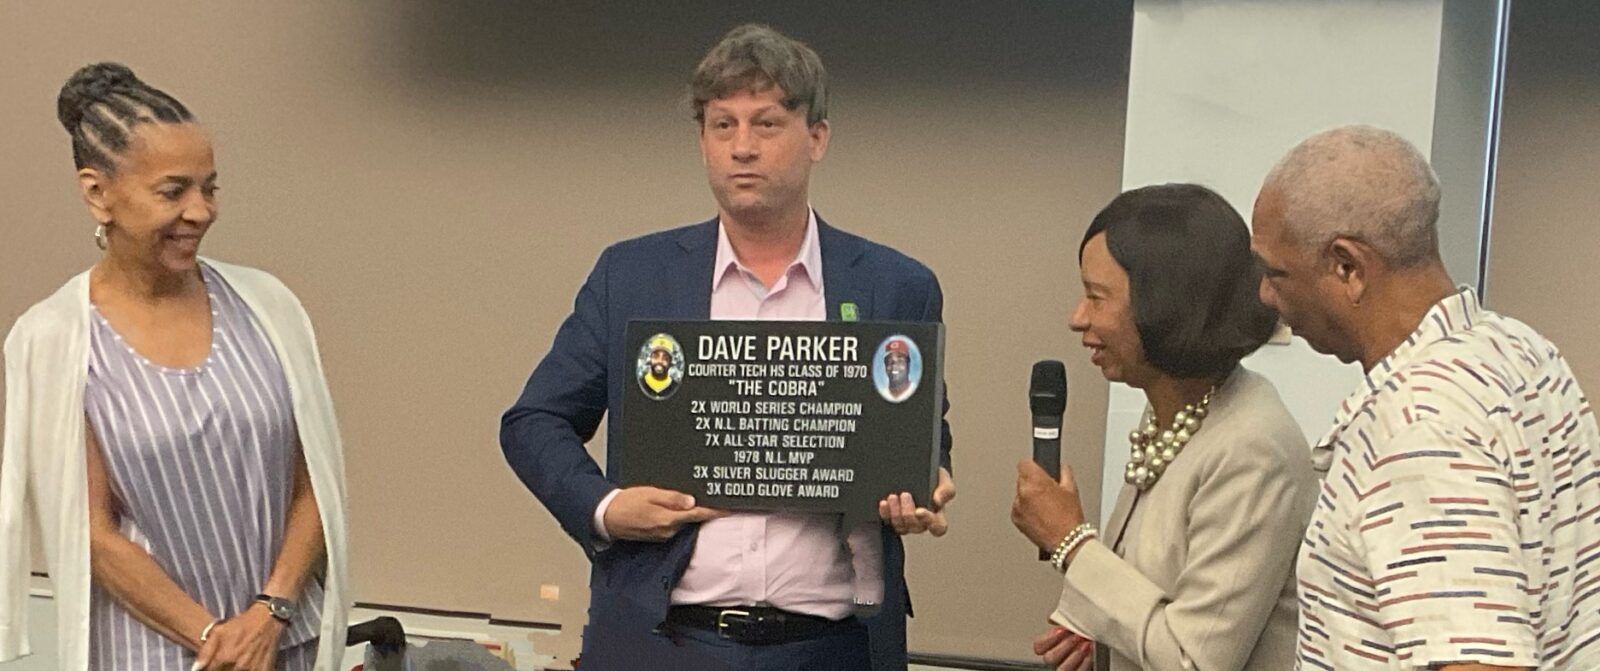 DAVE PARKER
COURTER TECH HS CLASS OF 1970
"THE COBRA"
2X WORLD SERIES CHAMPION
2X N.L. BATTING CHAMPION
7X ALL-STAR SELECTION
1978 N.L. MVP
3X SILVER SLUGGER AWARD
3X GOLD GLOVE AWARD